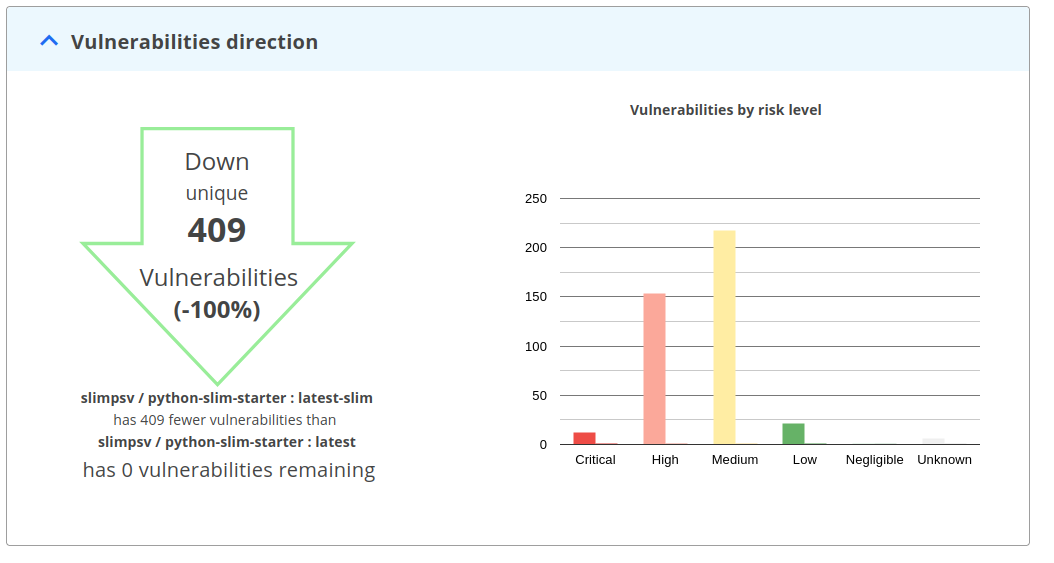 Vulnerabilities direction
Down
unique
409
Vulnerabilities
(-100%)
slimpsv / python-slim-starter : latest-slim
has 409 fewer vulnerabilities than
slimpsv / python-slim-starter : latest
has 0 vulnerabilities remaining
Vulnerabilities by risk level
250
200
150
100
50
0
Critical High Medium Low Negligible Unknown